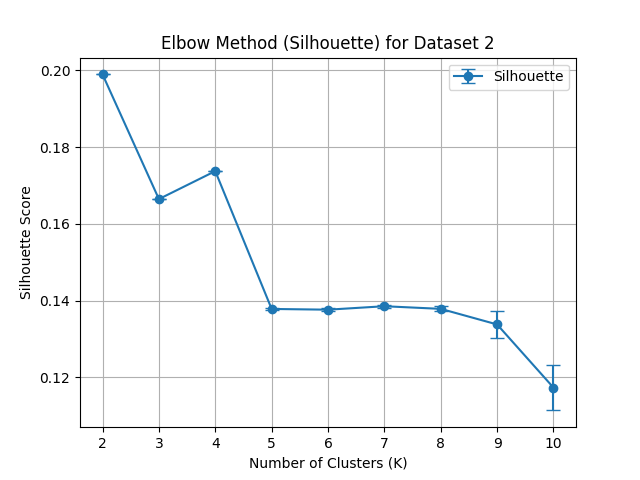 Elbow Method (Silhouette) for Dataset 2
Silhouette
0.20
0.18
0.16
0.14
0.12
Silhouette Score
2 3 4 5 6 7 8 9 10
Number of Clusters (K)